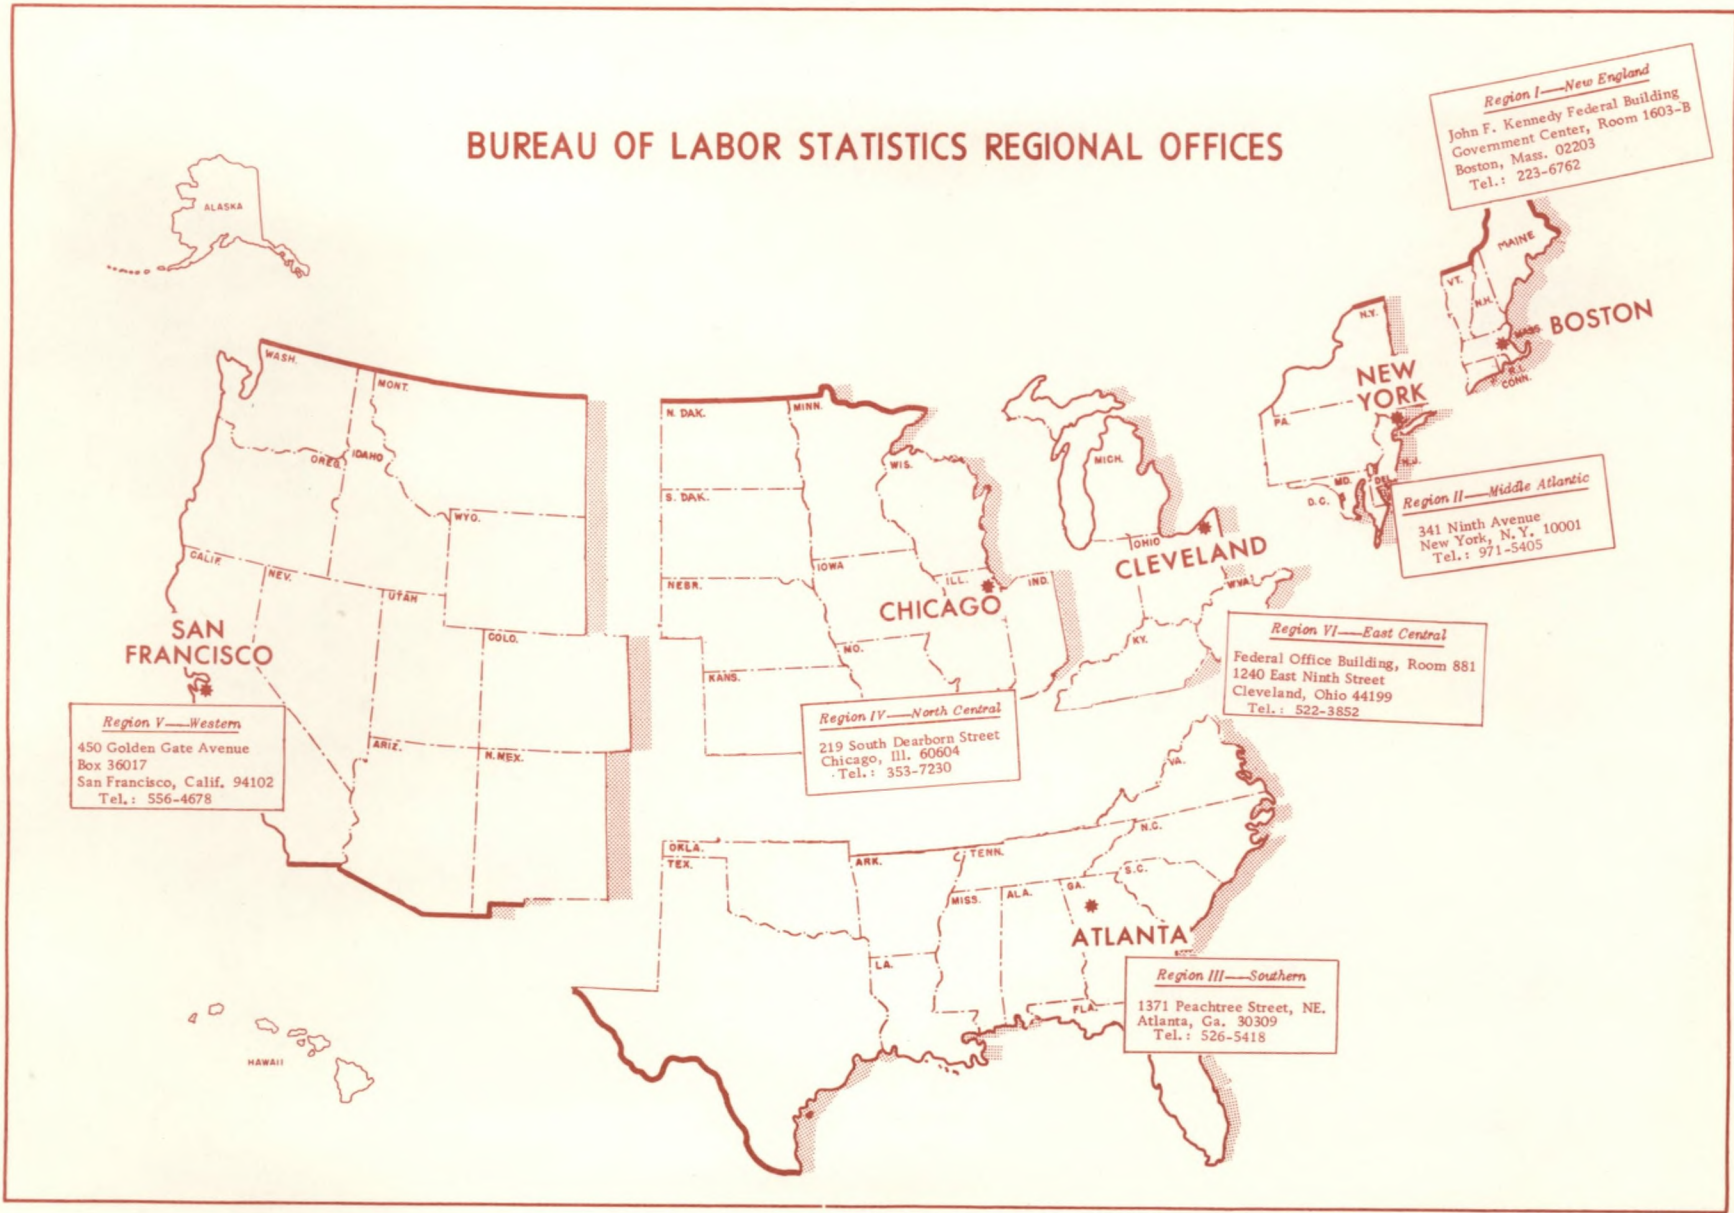 BUREAU OF LABOR STATISTICS REGIONAL OFFICES
Region I—New England
John F. Kennedy Federal Building
Government Center, Room 1603-B
Boston, Mass. 02203
Tel.: 223-6762
ALASKA
MAINE
VT.
N.H.
MASS.
BOSTON
R.I.
CONN.
N.Y.
NEW
YORK
PA.
N.J.
MD.
DEL.
D.C.
Region II—Middle Atlantic
341 Ninth Avenue
New York, N.Y. 10001
Tel.: 971-5405
WASH.
MONT.
OREG.
IDAHO
WYO.
CALIF.
NEV.
UTAH
COLO.
ARIZ.
N.MEX.
SAN
FRANCISCO
Region V—Western
450 Golden Gate Avenue
Box 36017
San Francisco, Calif. 94102
Tel.: 556-4678
N. DAK.
MINN.
WIS.
S. DAK.
IOWA
NEBR.
ILL.
IND.
CHICAGO
MO.
KANS.
Region IV—North Central
219 South Dearborn Street
Chicago, Ill. 60604
Tel.: 353-7230
MICH.
OHIO
CLEVELAND
W.VA.
KY.
Region VI—East Central
Federal Office Building, Room 881
1240 East Ninth Street
Cleveland, Ohio 44199
Tel.: 522-3852
VA.
N.C.
OKLA.
TEX.
ARK.
TENN.
S.C.
MISS.
ALA.
GA.
ATLANTA
LA.
FLA.
Region III—Southern
1371 Peachtree Street, NE.
Atlanta, Ga. 30309
Tel.: 526-5418
HAWAII